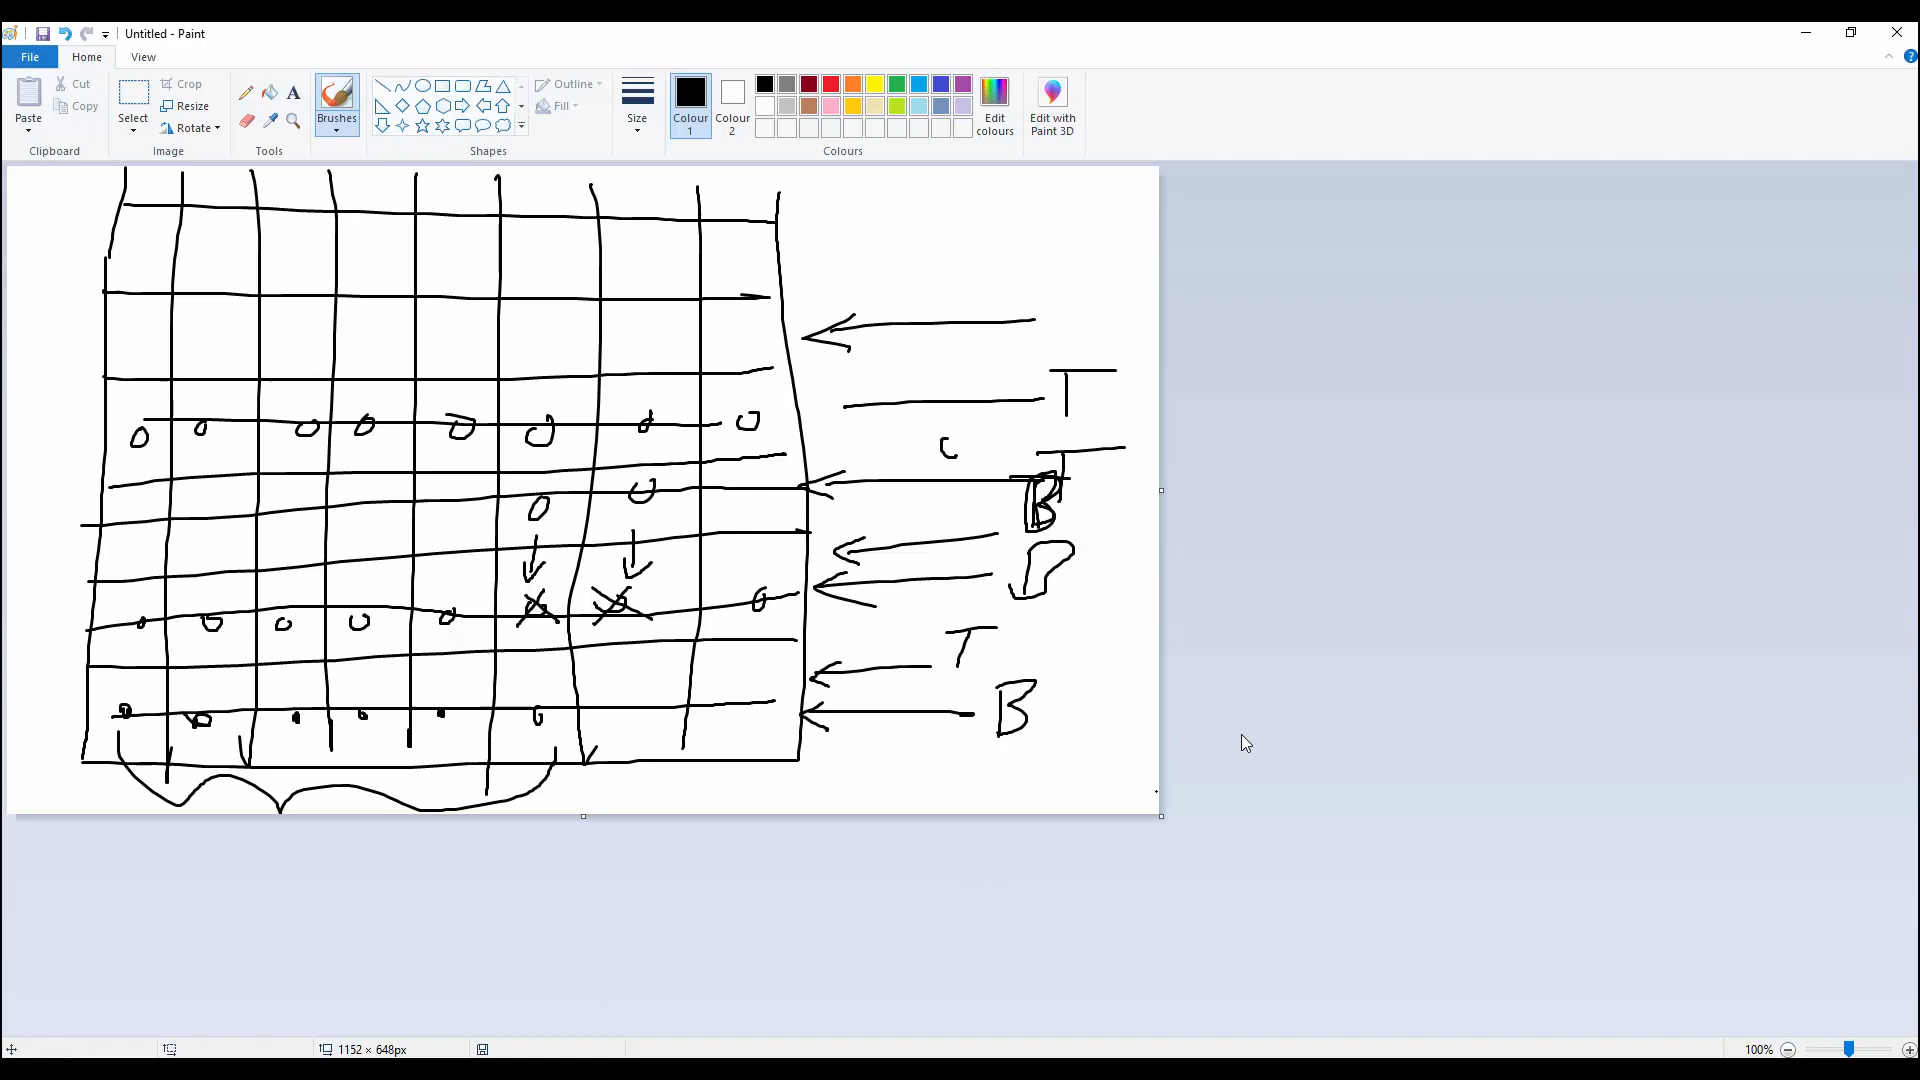 Untitled - Paint
File Home View
Cut
Copy
Paste
Clipboard
Crop
Resize
Rotate
Select
Image
A
Tools
Brushes
Outline
Fill
Shapes
Size
Colour 1
Colour 2
Edit colours
Edit with Paint 3D
Colours
T
T
B
T
B
1152 × 648px
100%